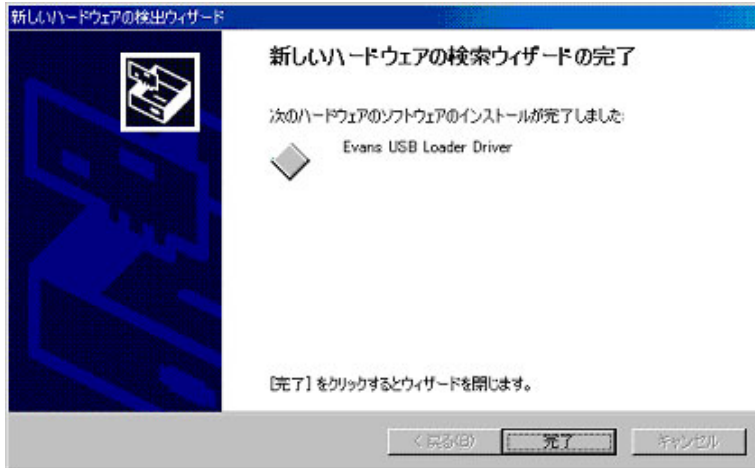 新しいハードウェアの検出ウィザード
新しいハードウェアの検索ウィザードの完了
次のハードウェアのソフトウェアのインストールが完了しました:
Evans USB Loader Driver
[完了] をクリックするとウィザードを閉じます。
< 戻る(B)
完了
キャンセル